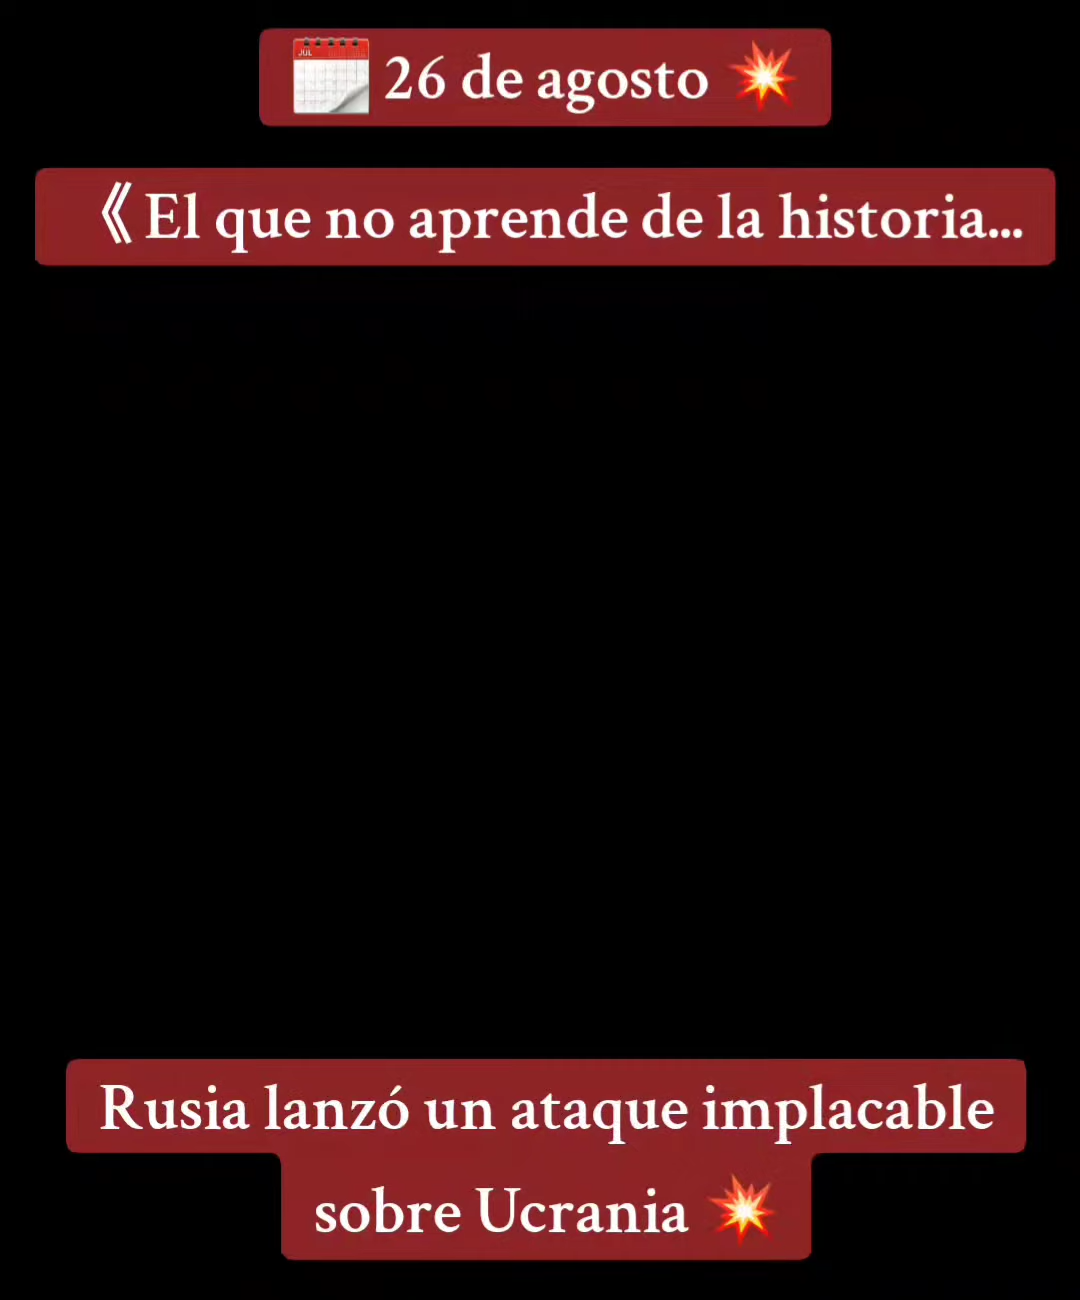 🗓️ 26 de agosto 💥
《El que no aprende de la historia...
Rusia lanzó un ataque implacable
sobre Ucrania 💥